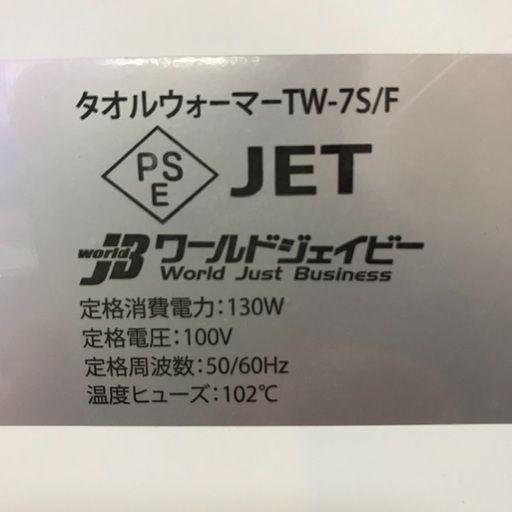 タオルウォーマーTW-7S/F
PS
E
JET
world
JB
ワールドジェイビー
World Just Business
定格消費電力:130W
定格電圧:100V
定格周波数:50/60Hz
温度ヒューズ:102℃